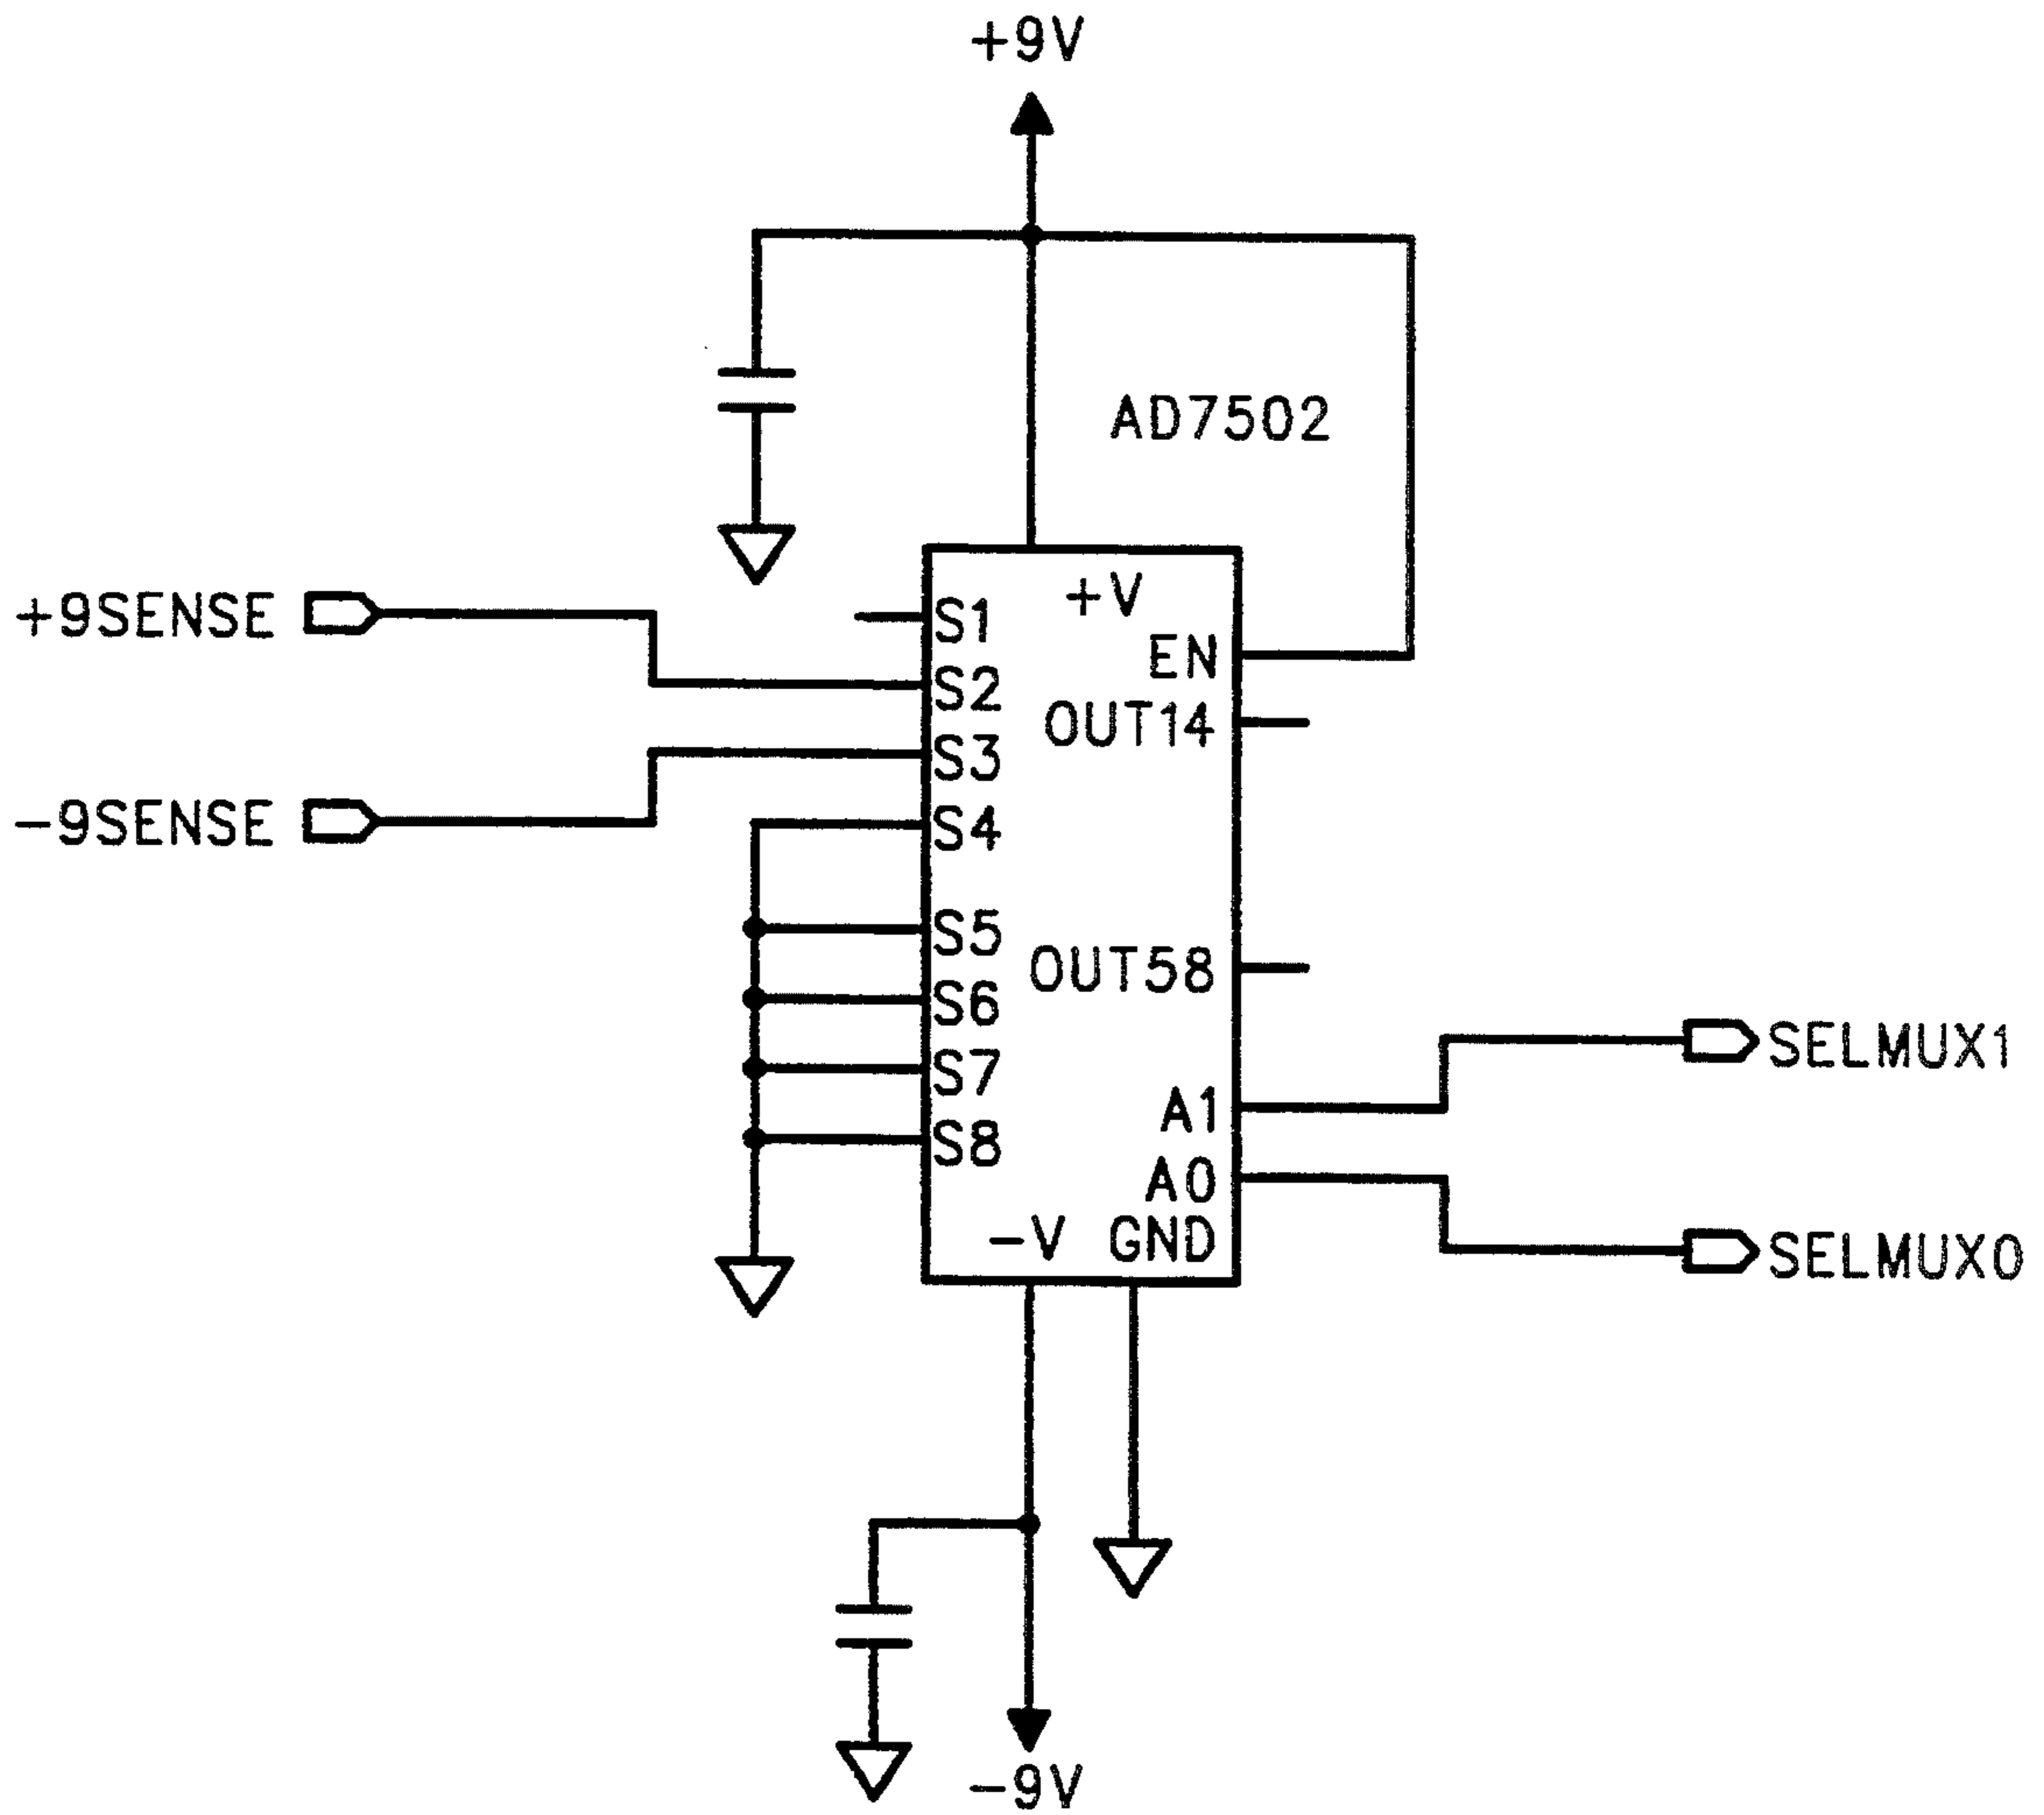 +9V
AD7502
+9SENSE
-9SENSE
S1
S2
S3
S4
S5
S6
S7
S8
+V
EN
OUT14
OUT58
A1
A0
-V GND
SELMUX1
SELMUX0
-9V